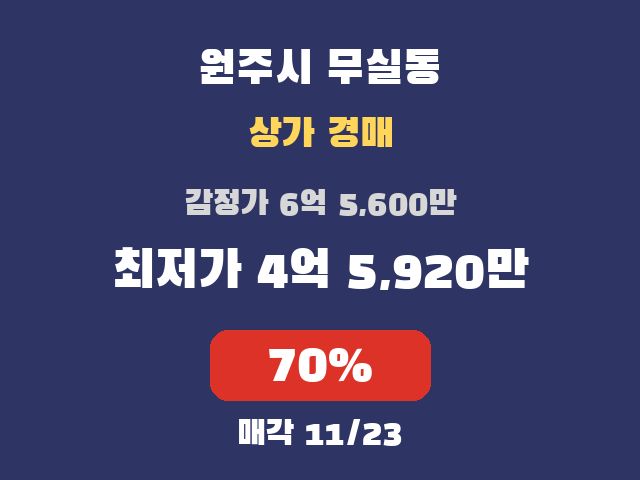 원주시 무실동
상가 경매
감정가 6억 5,600만
최저가 4억 5,920만
70%
매각 11/23